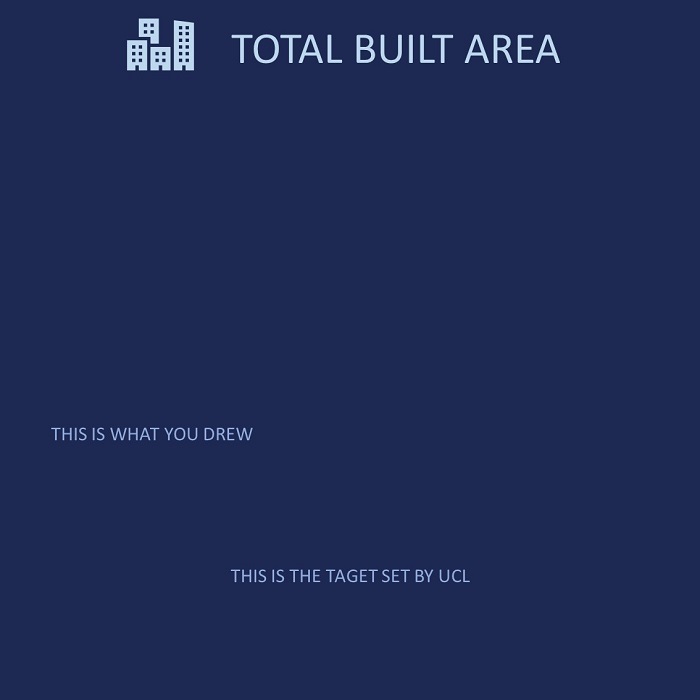 TOTAL BUILT AREA
THIS IS WHAT YOU DREW
THIS IS THE TAGET SET BY UCL